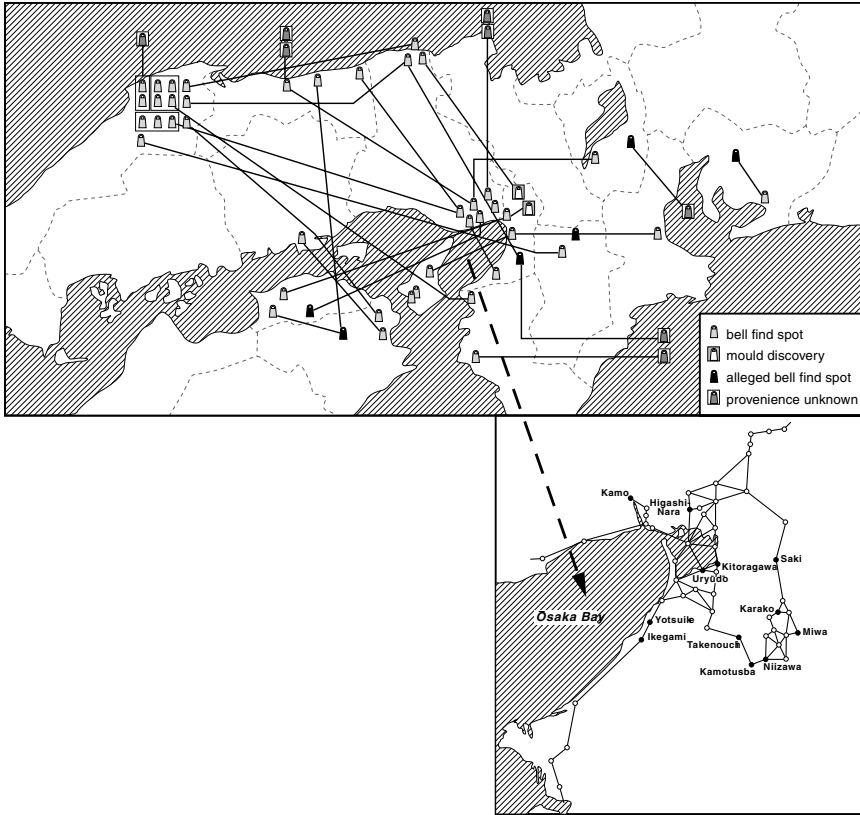 bell find spot
mould discovery
alleged bell find spot
provenience unknown
Kamo
Higashi-
Nara
Kitoragawa
Uryūdo
Saki
Ōsaka Bay
Karako
Yotsuike
Miwa
Ikegami
Takenouchi
Niizawa
Kamotusba